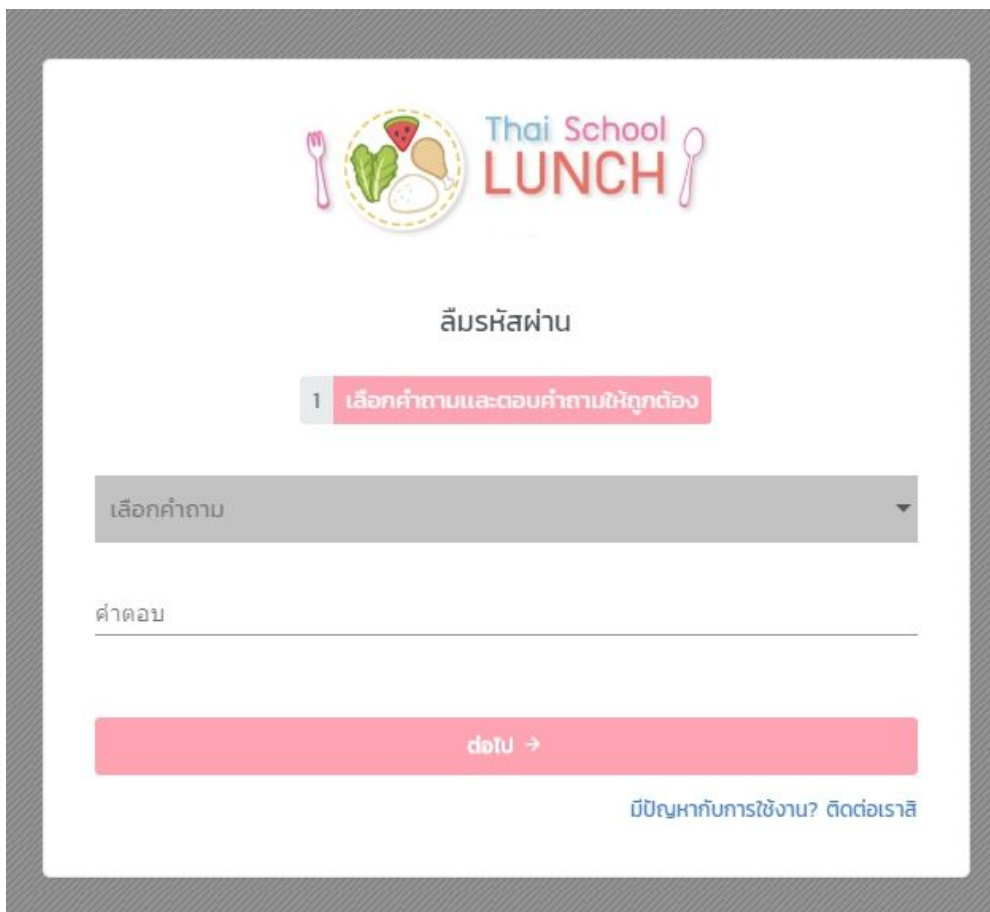 Thai School
LUNCH
ลืมรหัสผ่าน
1 เลือกคำถามและตอบคำถามให้ถูกต้อง
เลือกคำถาม
คำตอบ
ต่อไป →
มีปัญหากับการใช้งาน? ติดต่อเราสิ